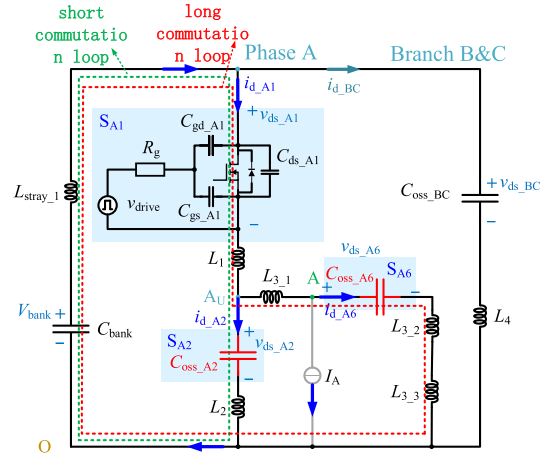 short
commutatio
n loop
long
commutatio
n loop
Phase A
Branch B&C
i_d_A1
i_d_BC
+
v_ds_A1
S_A1
C_gd_A1
R_g
C_ds_A1
L_stray_1
v_drive
C_gs_A1
C_oss_BC
+
v_ds_BC
−
−
L_1
v_ds_A6
L_3_1
A
C_oss_A6
S_A6
A_U
+
−
i_d_A2
i_d_A6
V_bank
+
C_bank
−
S_A2
+
v_ds_A2
C_oss_A2
−
L_3_2
L_4
I_A
L_2
L_3_3
O